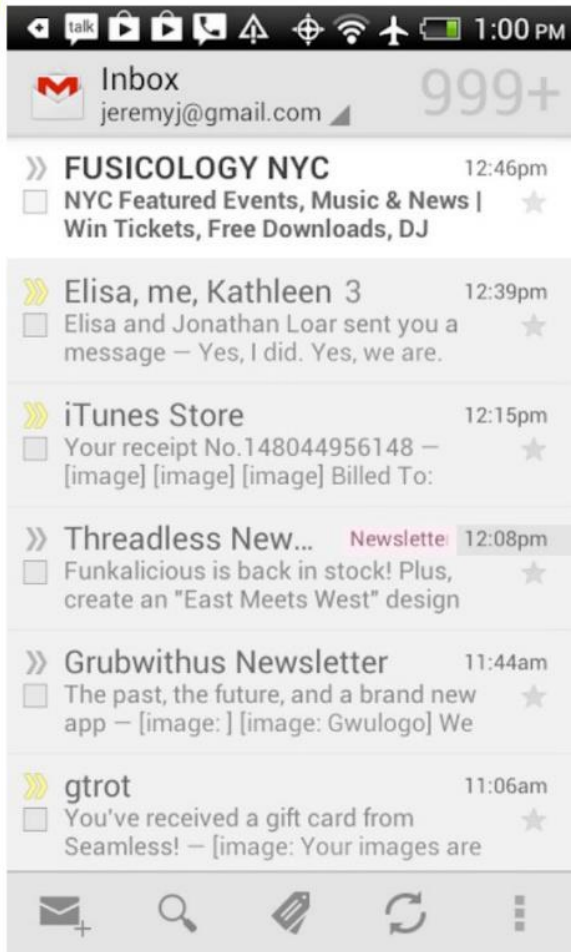 talk 1:00 PM
Inbox 999+
jeremyj@gmail.com
FUSICOLOGY NYC 12:46pm
NYC Featured Events, Music & News |
Win Tickets, Free Downloads, DJ
Elisa, me, Kathleen 3 12:39pm
Elisa and Jonathan Loar sent you a
message — Yes, I did. Yes, we are.
iTunes Store 12:15pm
Your receipt No.148044956148 —
[image] [image] [image] Billed To:
Threadless New... Newslette 12:08pm
Funkalicious is back in stock! Plus,
create an "East Meets West" design
Grubwithus Newsletter 11:44am
The past, the future, and a brand new
app — [image: ] [image: Gwulogo] We
gtrot 11:06am
You've received a gift card from
Seamless! — [image: Your images are